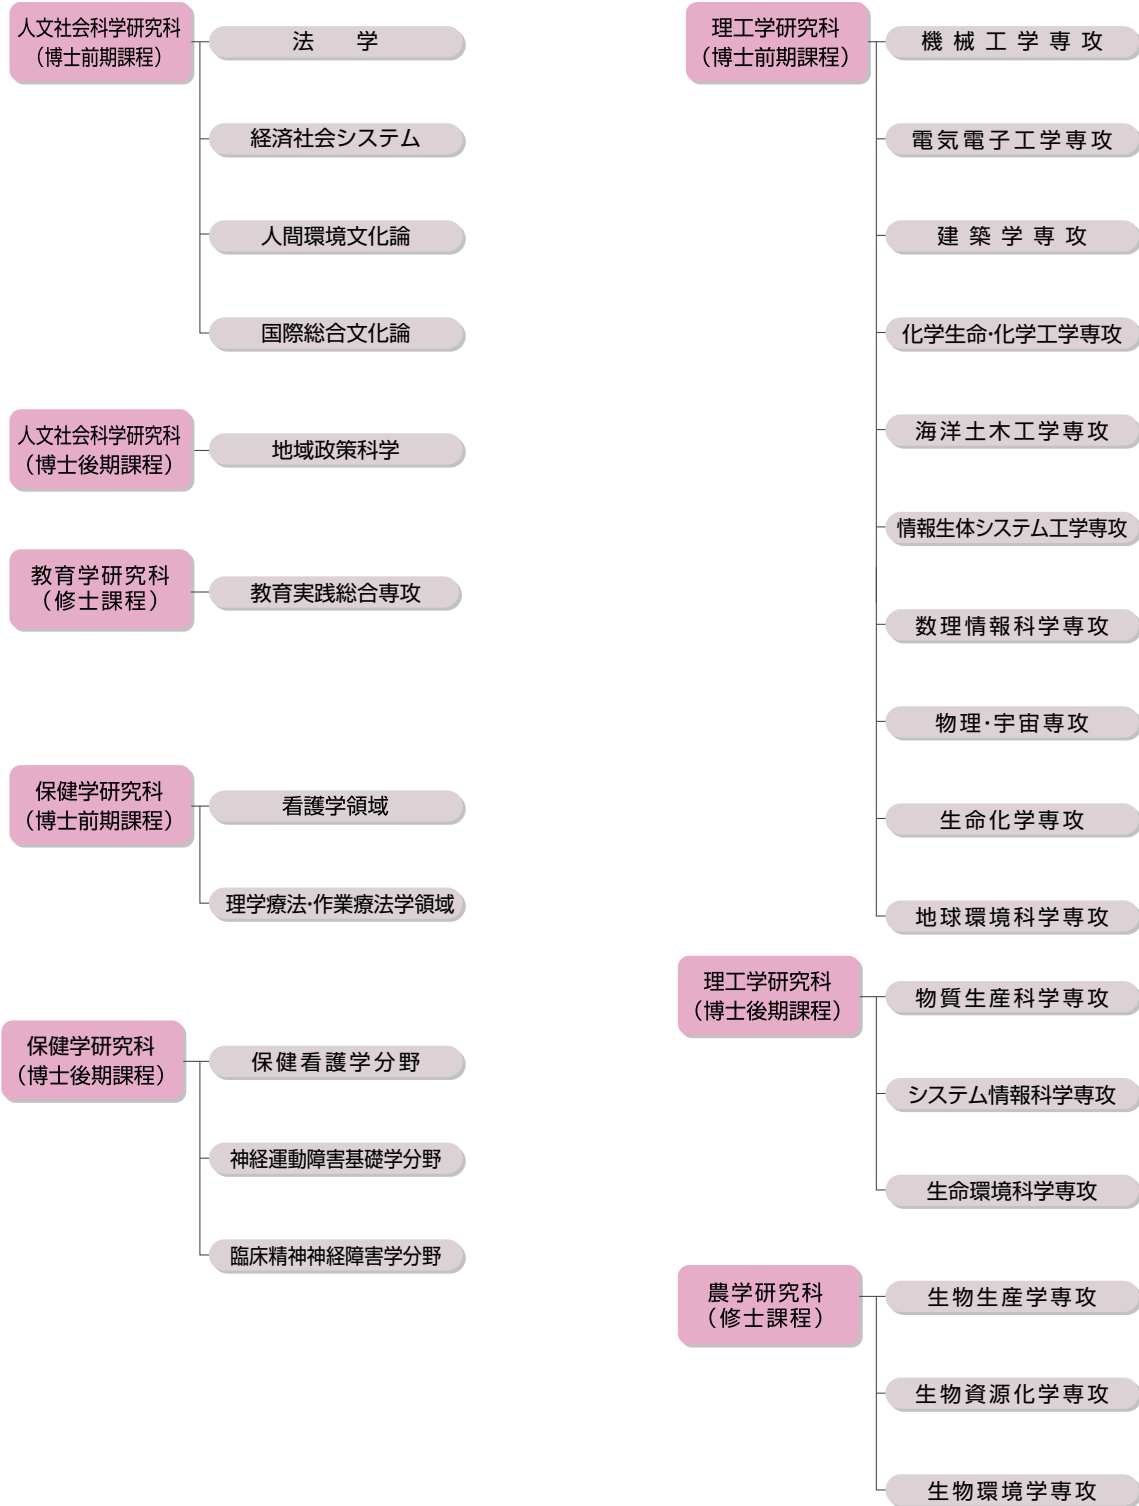 人文社会科学研究科
（博士前期課程）
法　学
経済社会システム
人間環境文化論
国際総合文化論
人文社会科学研究科
（博士後期課程）
地域政策科学
教育学研究科
（修士課程）
教育実践総合専攻
保健学研究科
（博士前期課程）
看護学領域
理学療法・作業療法学領域
保健学研究科
（博士後期課程）
保健看護学分野
神経運動障害基礎学分野
臨床精神神経障害学分野
理工学研究科
（博士前期課程）
機械工学専攻
電気電子工学専攻
建築学専攻
化学生命・化学工学専攻
海洋土木工学専攻
情報生体システム工学専攻
数理情報科学専攻
物理・宇宙専攻
生命化学専攻
地球環境科学専攻
理工学研究科
（博士後期課程）
物質生産科学専攻
システム情報科学専攻
生命環境科学専攻
農学研究科
（修士課程）
生物生産学専攻
生物資源化学専攻
生物環境学専攻